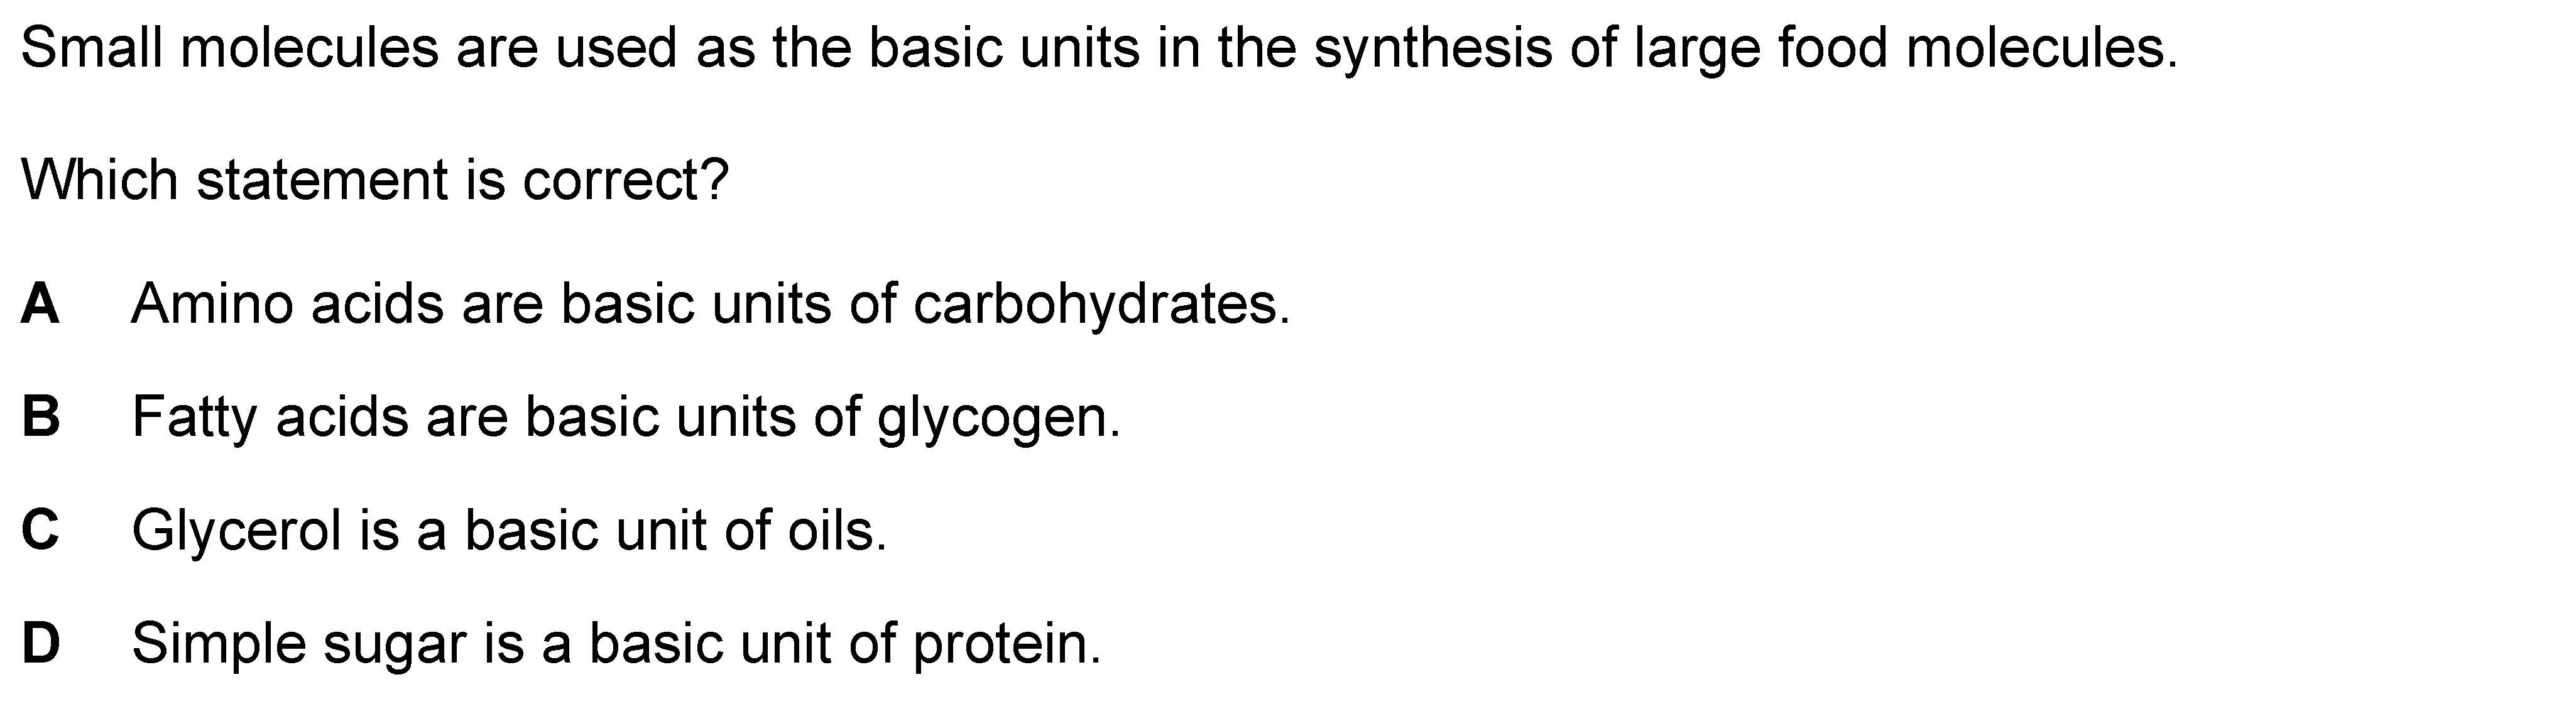 Small molecules are used as the basic units in the synthesis of large food molecules.
Which statement is correct?
A Amino acids are basic units of carbohydrates.
B Fatty acids are basic units of glycogen.
C Glycerol is a basic unit of oils.
D Simple sugar is a basic unit of protein.